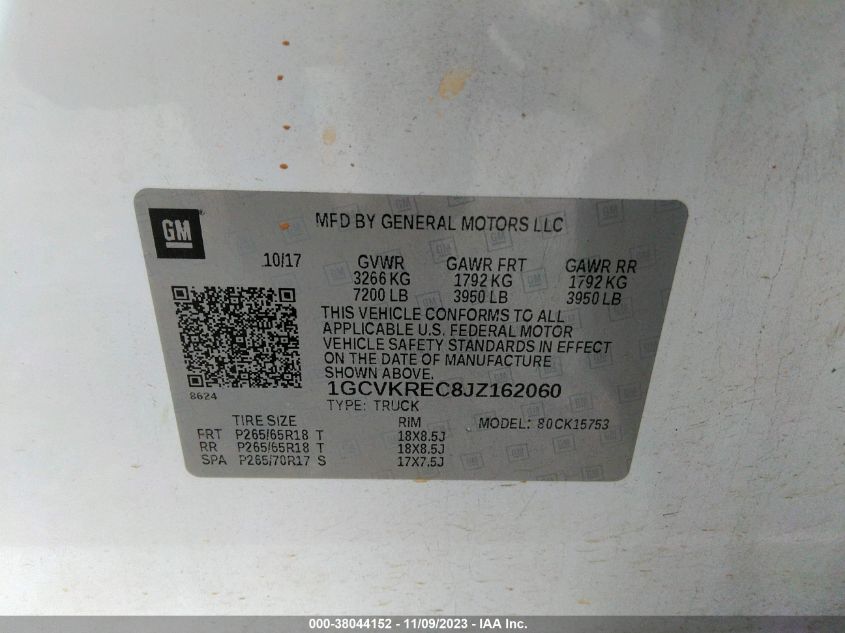 GM
MFD BY GENERAL MOTORS LLC
10/17 GVWR GAWR FRT GAWR RR
3266 KG 1792 KG 1792 KG
7200 LB 3950 LB 3950 LB
THIS VEHICLE CONFORMS TO ALL
APPLICABLE U.S. FEDERAL MOTOR
VEHICLE SAFETY STANDARDS IN EFFECT
ON THE DATE OF MANUFACTURE
SHOWN ABOVE.
8624
1GCVKREC8JZ162060
TYPE: TRUCK
TIRE SIZE RIM MODEL: 80CK15753
FRT P265/65R18 T 18X8.5J
RR P265/65R18 T 18X8.5J
SPA P265/70R17 S 17X7.5J
000-38044152 - 11/09/2023 - IAA Inc.